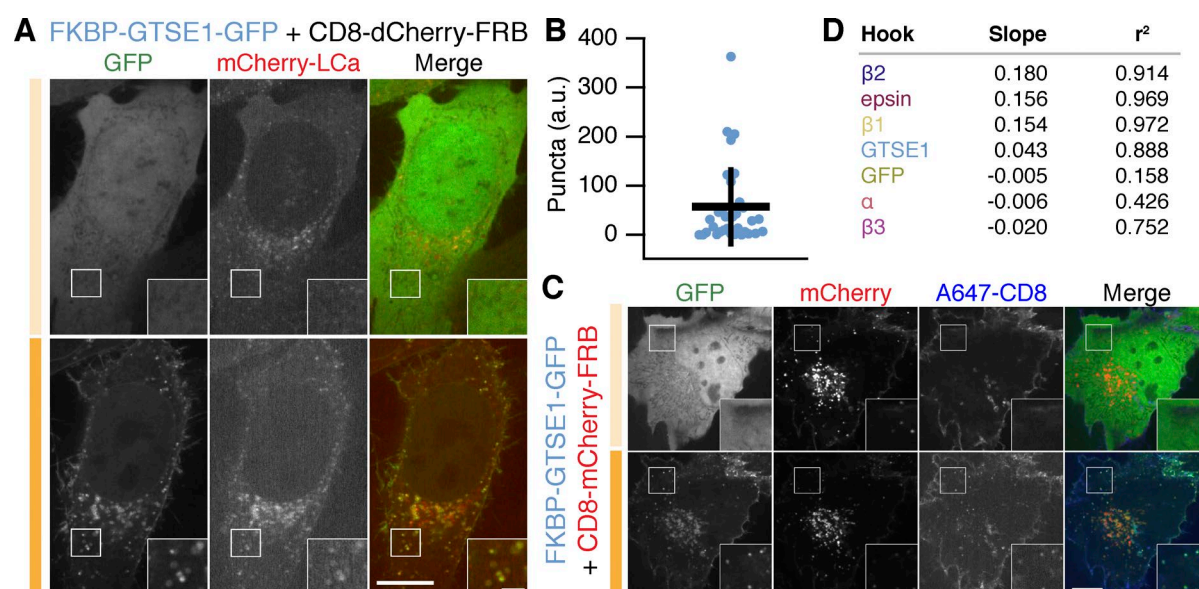 A FKBP-GTSE1-GFP + CD8-dCherry-FRB
GFP mCherry-LCa Merge
B
Puncta (a.u.)
400
300
200
100
0
D
Hook Slope r²
β2 0.180 0.914
epsin 0.156 0.969
β1 0.154 0.972
GTSE1 0.043 0.888
GFP -0.005 0.158
α -0.006 0.426
β3 -0.020 0.752
C
FKBP-GTSE1-GFP
+ CD8-mCherry-FRB
GFP mCherry A647-CD8 Merge